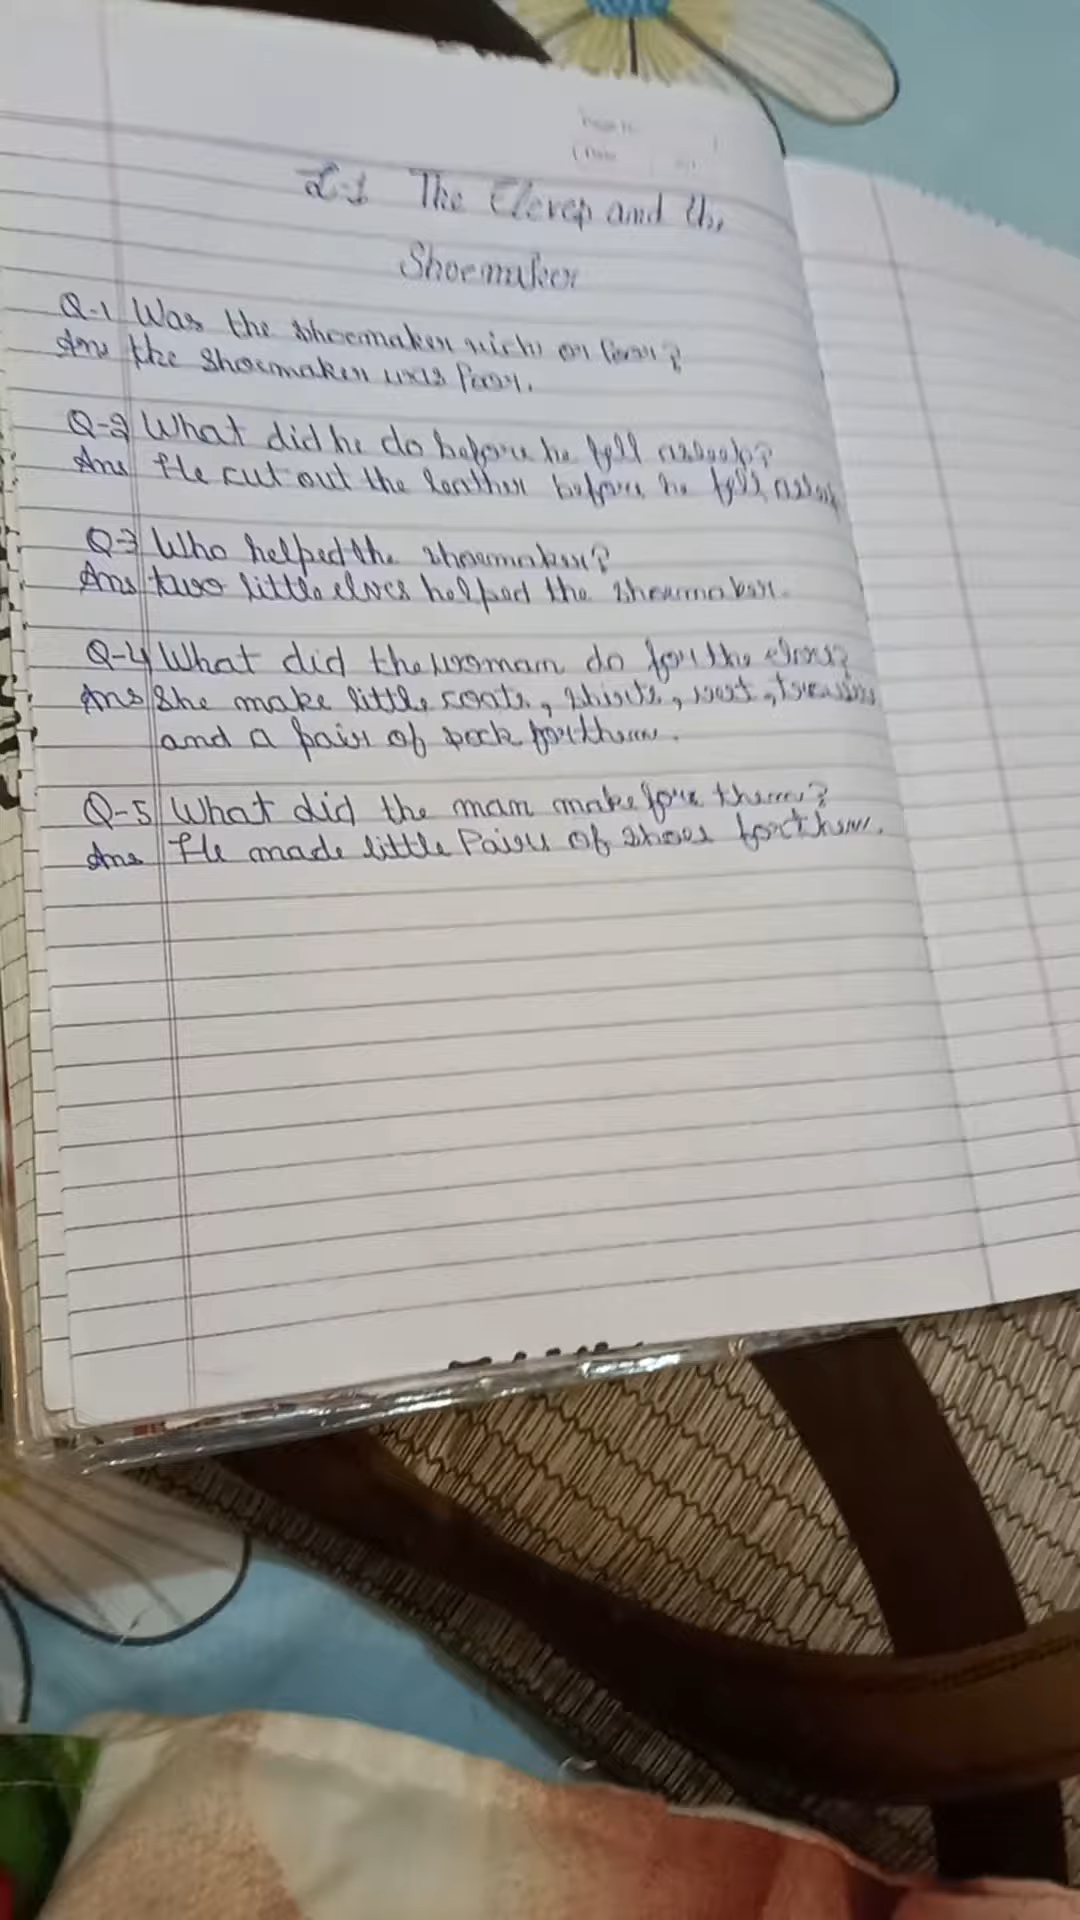 L-1 The Eleves and the
Shoemaker
Q-1 Was the shoemaker rich or Poor?
Ans the Shoemaker was Poor.
Q-2 What did he do before he fell asleep?
Ans He cut out the leather before he fell asleep
Q-3 Who helped the shoemaker?
Ans two little elves helped the shoemaker.
Q-4 What did the woman do for the elves?
Ans She make little coats, shirts, vest,
and a pair of for them.
Q-5 What did the man make for them?
Ans He made little Pairs of shoes for them.